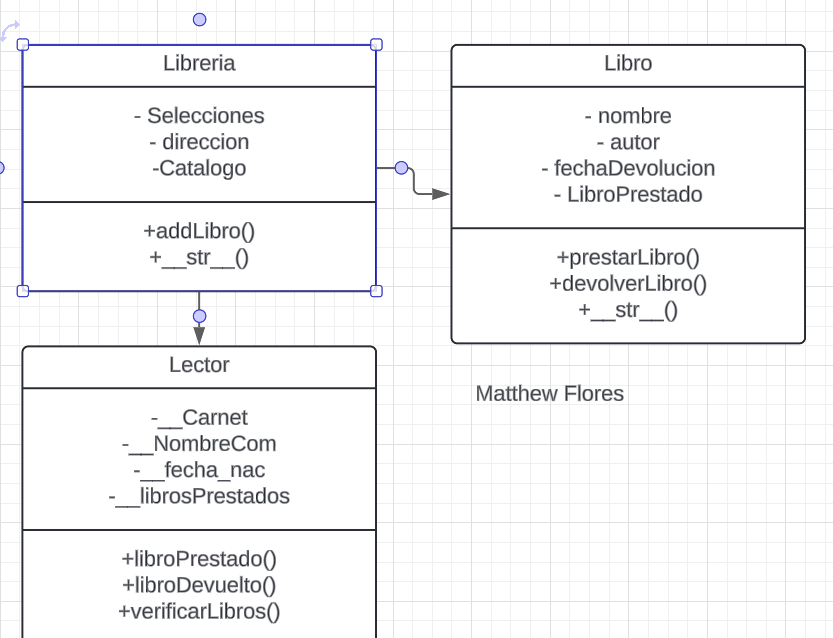 Libreria
- Selecciones
- direccion
-Catalogo
+addLibro()
+__str__()
Libro
- nombre
- autor
- fechaDevolucion
- LibroPrestado
+prestarLibro()
+devolverLibro()
+__str__()
Lector
-__Carnet
-__NombreCom
-__fecha_nac
-__librosPrestados
+libroPrestado()
+libroDevuelto()
+verificarLibros()
Matthew Flores